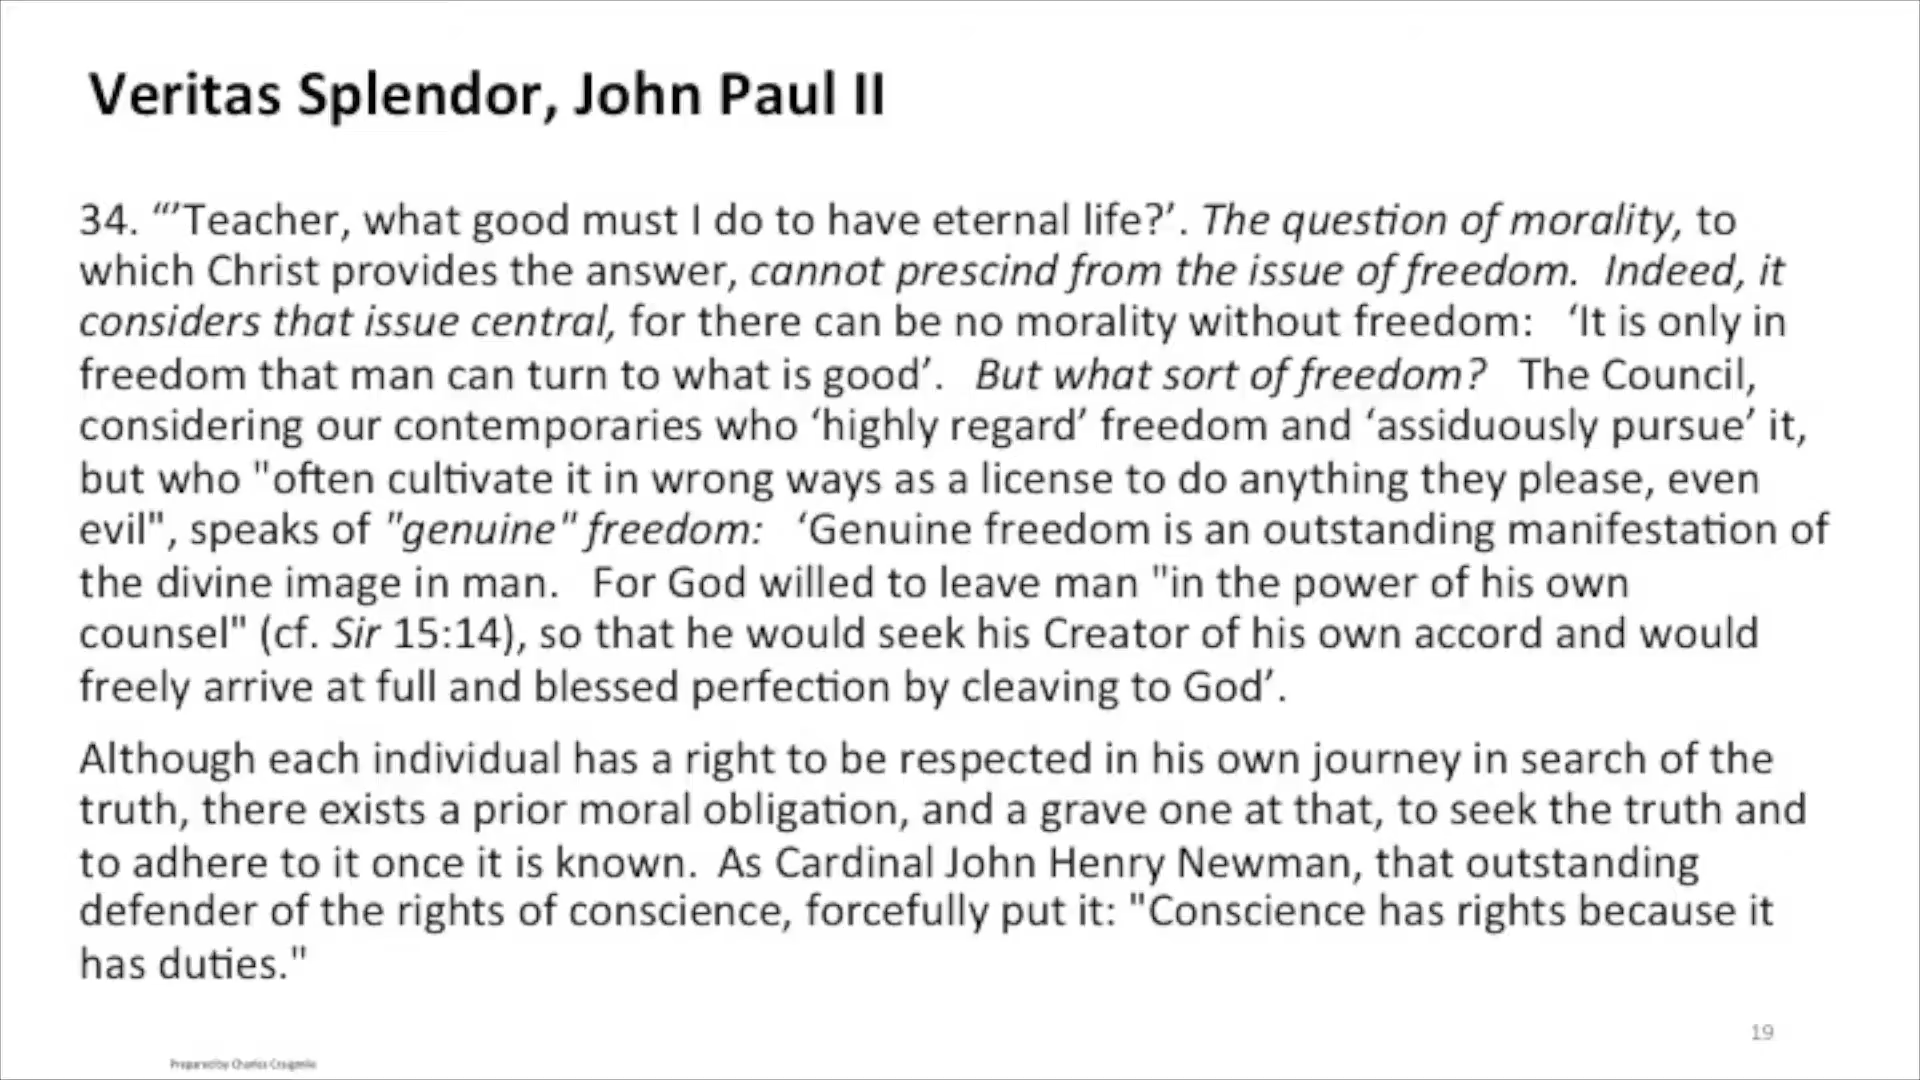 Veritas Splendor, John Paul II
34. “’Teacher, what good must I do to have eternal life?’. The question of morality, to
which Christ provides the answer, cannot prescind from the issue of freedom. Indeed, it
considers that issue central, for there can be no morality without freedom: ‘It is only in
freedom that man can turn to what is good’. But what sort of freedom? The Council,
considering our contemporaries who ‘highly regard’ freedom and ‘assiduously pursue’ it,
but who "often cultivate it in wrong ways as a license to do anything they please, even
evil", speaks of "genuine" freedom: ‘Genuine freedom is an outstanding manifestation of
the divine image in man. For God willed to leave man "in the power of his own
counsel" (cf. Sir 15:14), so that he would seek his Creator of his own accord and would
freely arrive at full and blessed perfection by cleaving to God’.
Although each individual has a right to be respected in his own journey in search of the
truth, there exists a prior moral obligation, and a grave one at that, to seek the truth and
to adhere to it once it is known. As Cardinal John Henry Newman, that outstanding
defender of the rights of conscience, forcefully put it: "Conscience has rights because it
has duties."
19
Prepared by Charles Craigmile